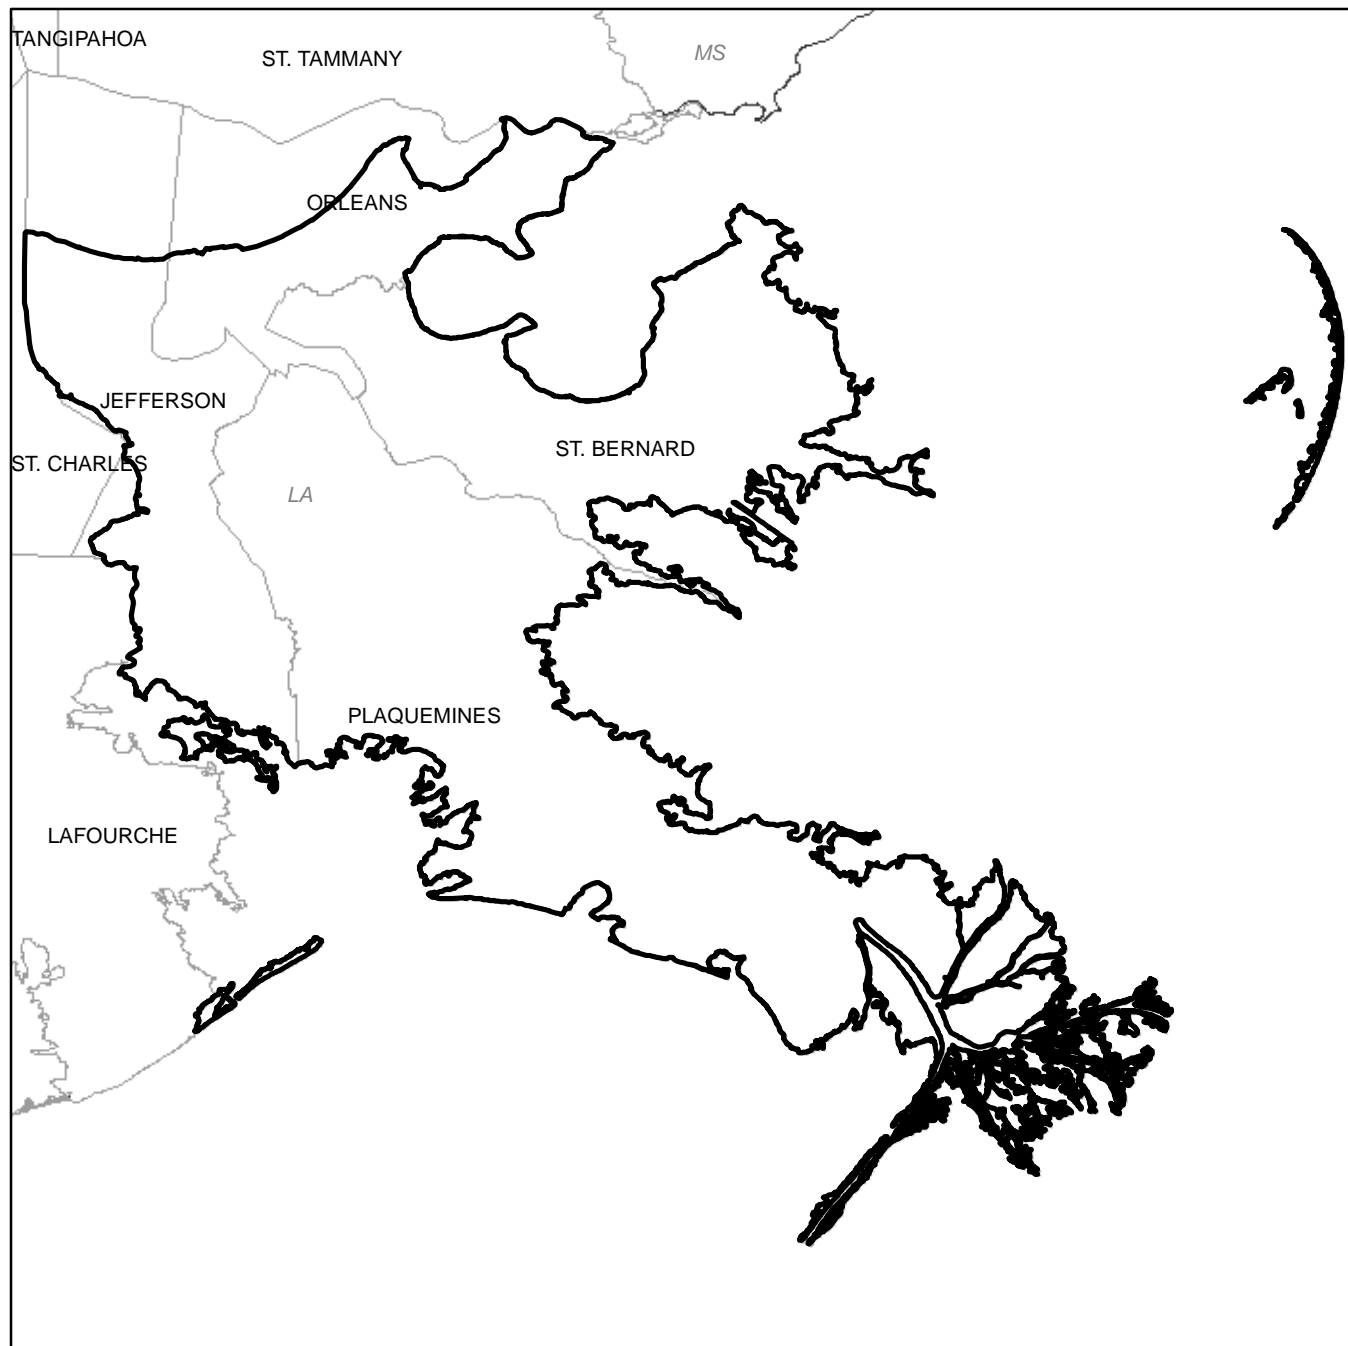 TANGIPAHOA
ST. TAMMANY
MS
ORLEANS
JEFFERSON
ST. BERNARD
ST. CHARLES
LA
PLAQUEMINES
LAFOURCHE